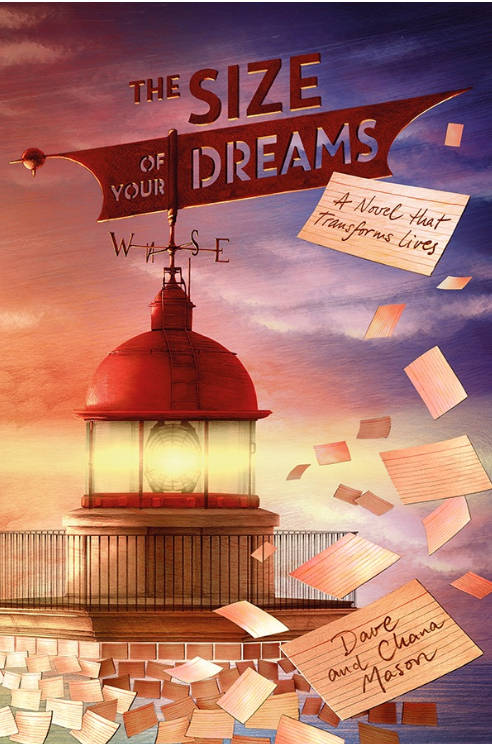 THE SIZE
OF YOUR DREAMS
A Novel that
Transforms Lives
W N S E
Dave
and Chana
Mason